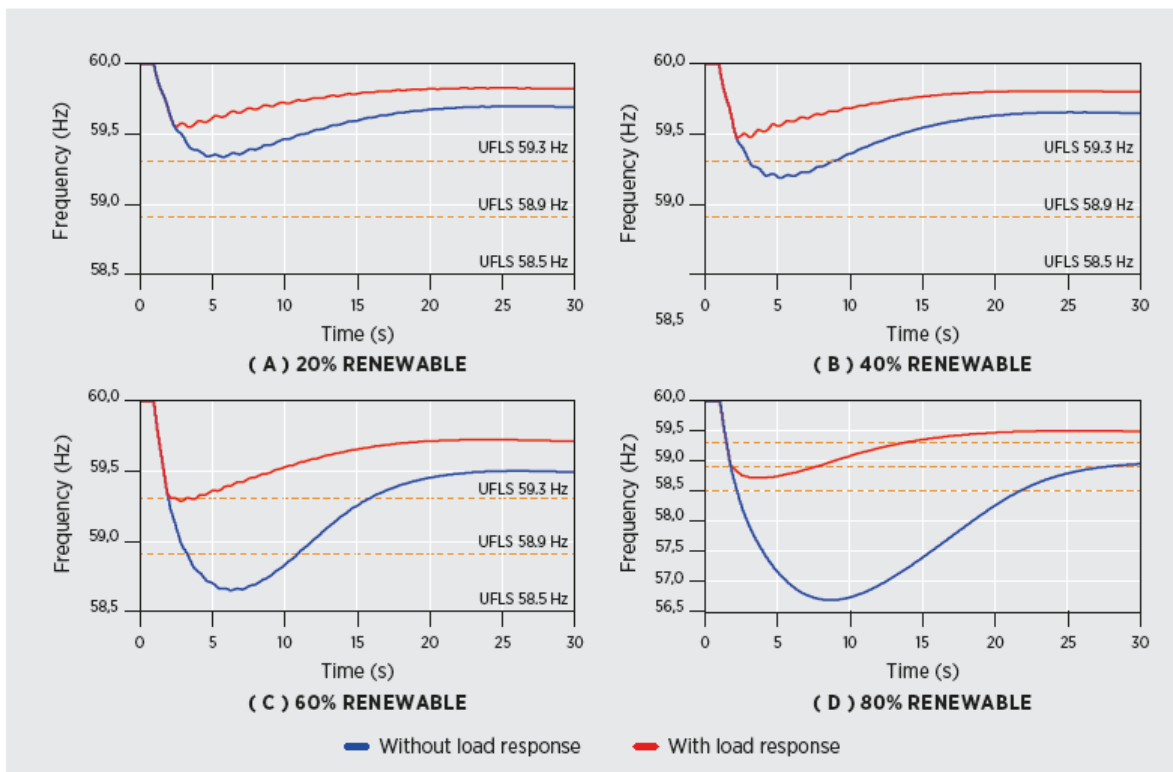 60,0
59,5
59,0
58,5
Frequency (Hz)
UFLS 59.3 Hz
UFLS 58.9 Hz
UFLS 58.5 Hz
0 5 10 15 20 25 30
Time (s)
( A ) 20% RENEWABLE
60,0
59,5
59,0
58,5
Frequency (Hz)
UFLS 59.3 Hz
UFLS 58.9 Hz
UFLS 58.5 Hz
0 5 10 15 20 25 30
Time (s)
( B ) 40% RENEWABLE
60,0
59,5
59,0
58,5
Frequency (Hz)
UFLS 59.3 Hz
UFLS 58.9 Hz
UFLS 58.5 Hz
0 5 10 15 20 25 30
Time (s)
( C ) 60% RENEWABLE
60,0
59,5
59,0
58,5
58,0
57,5
57,0
56,5
Frequency (Hz)
0 5 10 15 20 25 30
Time (s)
( D ) 80% RENEWABLE
Without load response
With load response